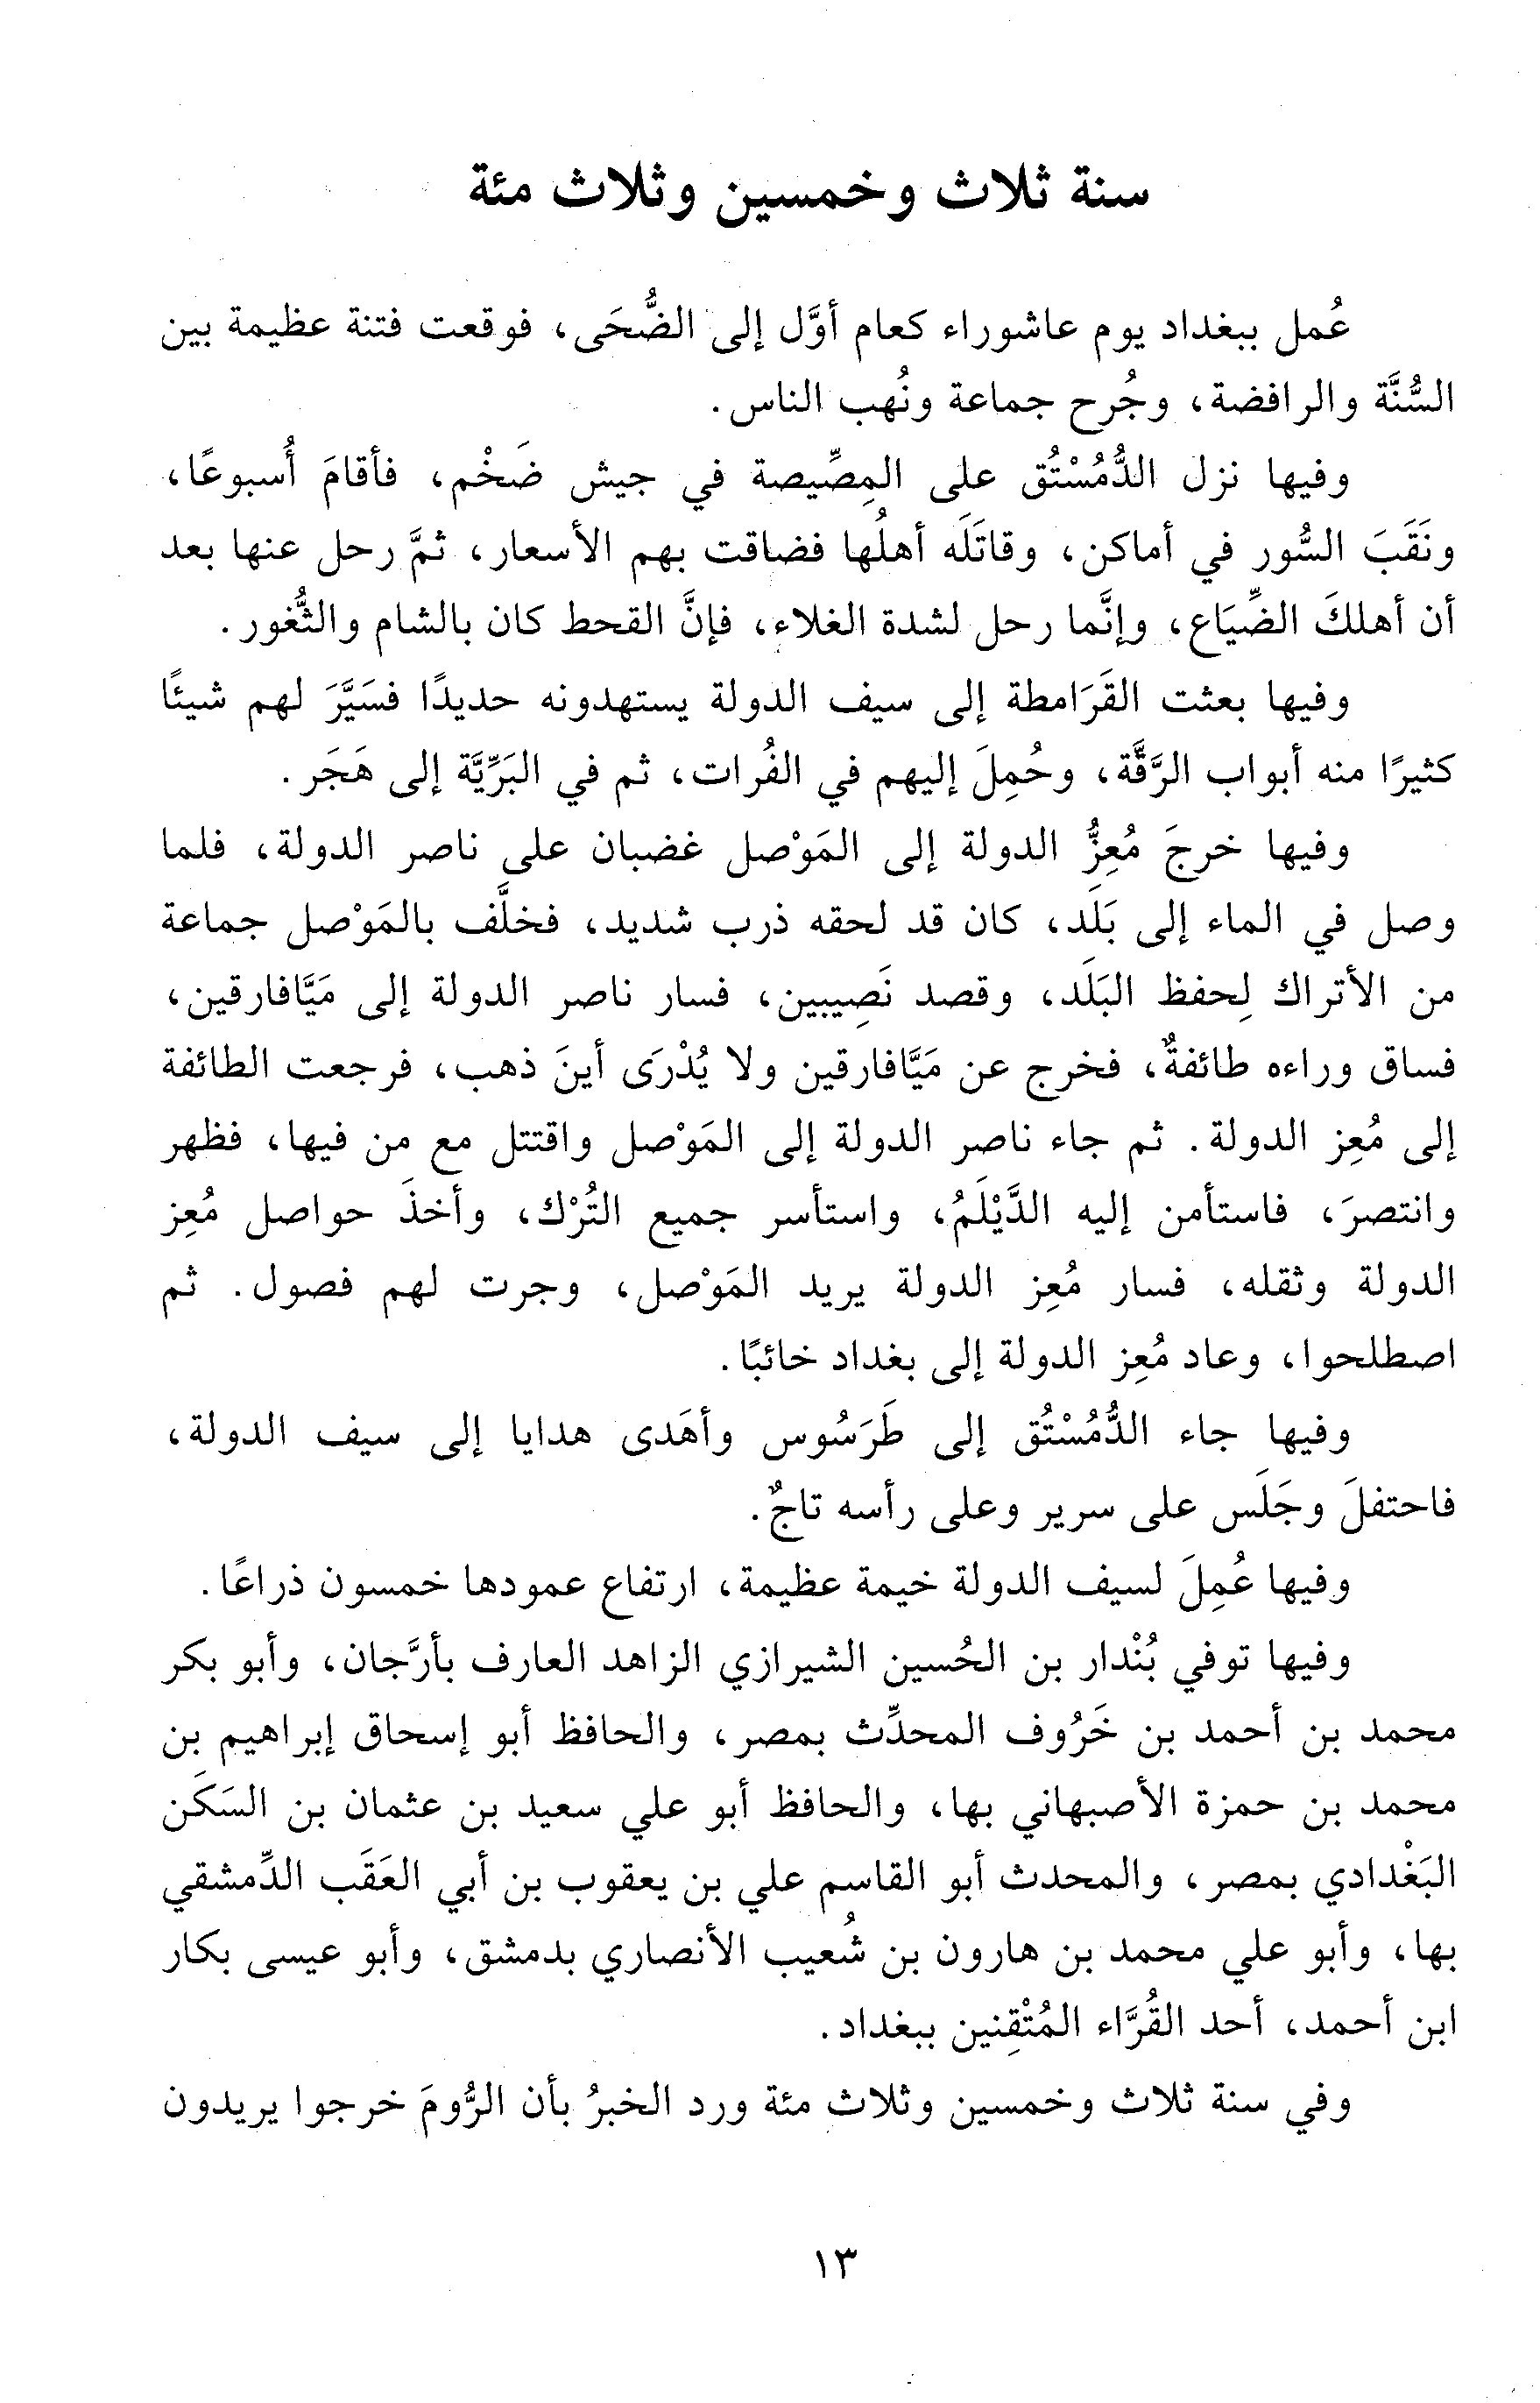 سنة ثلاث وخمسين وثلاث مئة
عُمل ببغداد يوم عاشوراء كعام أوَّل إلى الضُّحَى، فوقعت فتنة عظيمة بين
السُّنَّة والرافضة، وجُرح جماعة ونُهب الناس.
وفيها نزل الدُّمُسْتُق على المِصِّيصة في جيش ضَخْم، فأقامَ أُسبوعًا،
ونَقَبَ السُّور في أماكن، وقاتَلَه أهلُها فضاقت بهم الأسعار، ثمَّ رحل عنها بعد
أن أهلكَ الضِّيَاع، وإنَّما رحل لشدة الغلاء، فإنَّ القحط كان بالشام والثُّغور.
وفيها بعثت القَرَامطة إلى سيف الدولة يستهدونه حديدًا فسَيَّرَ لهم شيئًا
كثيرًا منه أبواب الرَّقَّة، وحُمِلَ إليهم في الفُرات، ثم في البَرِّيَّة إلى هَجَر.
وفيها خرجَ مُعِزُّ الدولة إلى المَوْصل غضبان على ناصر الدولة، فلما
وصل في الماء إلى بَلَد، كان قد لحقه ذرب شديد، فخلَّف بالمَوْصل جماعة
من الأتراك لِحفظ البَلَد، وقصد نَصِيبين، فسار ناصر الدولة إلى مَيَّافارقين،
فساق وراءه طائفةٌ، فخرج عن مَيَّافارقين ولا يُدْرَى أينَ ذهب، فرجعت الطائفة
إلى مُعِز الدولة. ثم جاء ناصر الدولة إلى المَوْصل واقتتل مع من فيها، فظهر
وانتصرَ، فاستأمن إليه الدَّيْلَمُ، واستأسر جميع التُرْك، وأخذَ حواصل مُعِز
الدولة وثقله، فسار مُعِز الدولة يريد المَوْصل، وجرت لهم فصول. ثم
اصطلحوا، وعاد مُعِز الدولة إلى بغداد خائبًا.
وفيها جاء الدُّمُسْتُق إلى طَرَسُوس وأهَدى هدايا إلى سيف الدولة،
فاحتفلَ وجَلَس على سرير وعلى رأسه تاجٌ.
وفيها عُمِلَ لسيف الدولة خيمة عظيمة، ارتفاع عمودها خمسون ذراعًا.
وفيها توفي بُنْدار بن الحُسين الشيرازي الزاهد العارف بأرَّجان، وأبو بكر
محمد بن أحمد بن خَرُوف المحدِّث بمصر، والحافظ أبو إسحاق إبراهيم بن
محمد بن حمزة الأصبهاني بها، والحافظ أبو علي سعيد بن عثمان بن السَكَن
البَغْدادي بمصر، والمحدث أبو القاسم علي بن يعقوب بن أبي العَقَب الدِّمشقي
بها، وأبو علي محمد بن هارون بن شُعيب الأنصاري بدمشق، وأبو عيسى بكار
ابن أحمد، أحد القُرَّاء المُتْقِنين ببغداد.
وفي سنة ثلاث وخمسين وثلاث مئة ورد الخبرُ بأن الرُّومَ خرجوا يريدون
١٣